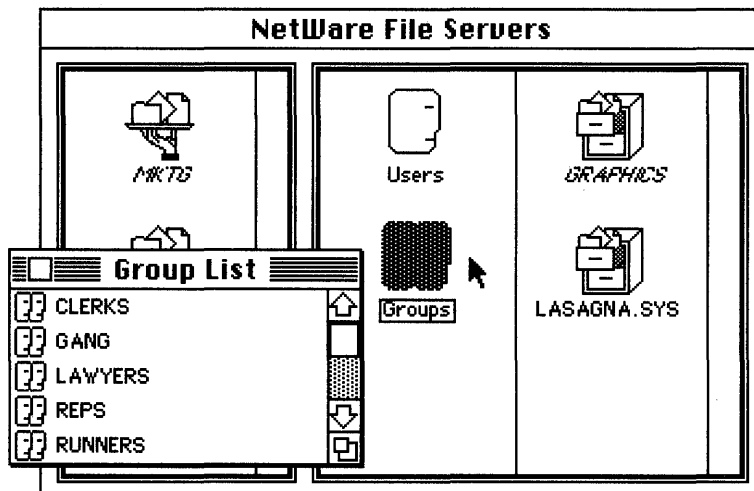 NetWare File Servers
MKTG
Users
GRAPHICS
Groups
LASAGNA.SYS
Group List
CLERKS
GANG
LAWYERS
REPS
RUNNERS